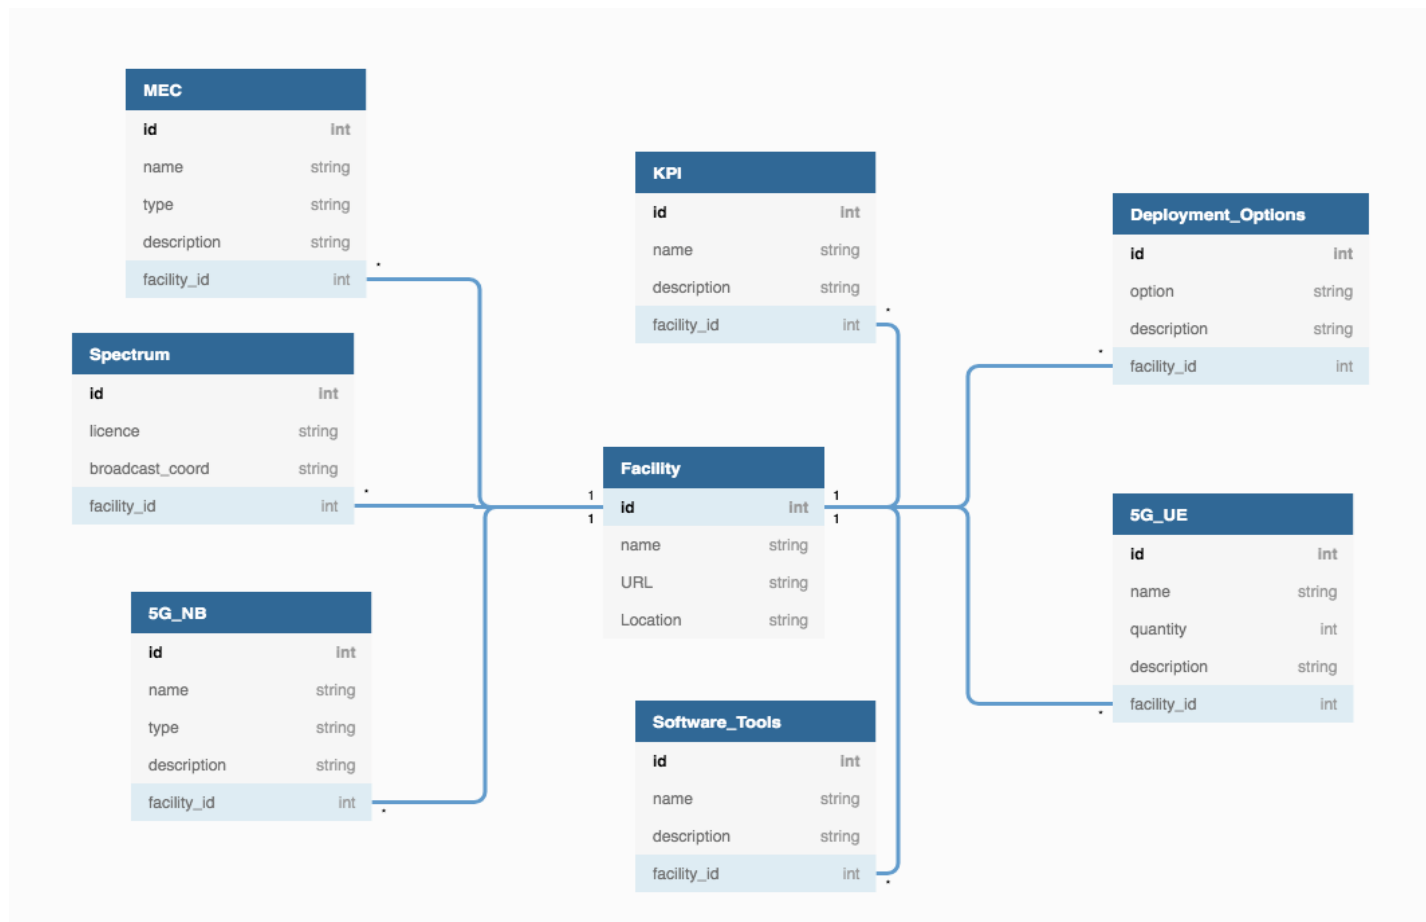 MEC
id int
name string
type string
description string
facility_id int
*
Spectrum
id int
licence string
broadcast_coord string
facility_id int
*
5G_NB
id int
name string
type string
description string
facility_id int
*
KPI
id int
name string
description string
facility_id int
*
Facility
1 id int 1
1 1
name string
URL string
Location string
Software_Tools
id int
name string
description string
facility_id int
*
Deployment_Options
id int
option string
description string
* facility_id int
5G_UE
id int
name string
quantity int
description string
facility_id int
*